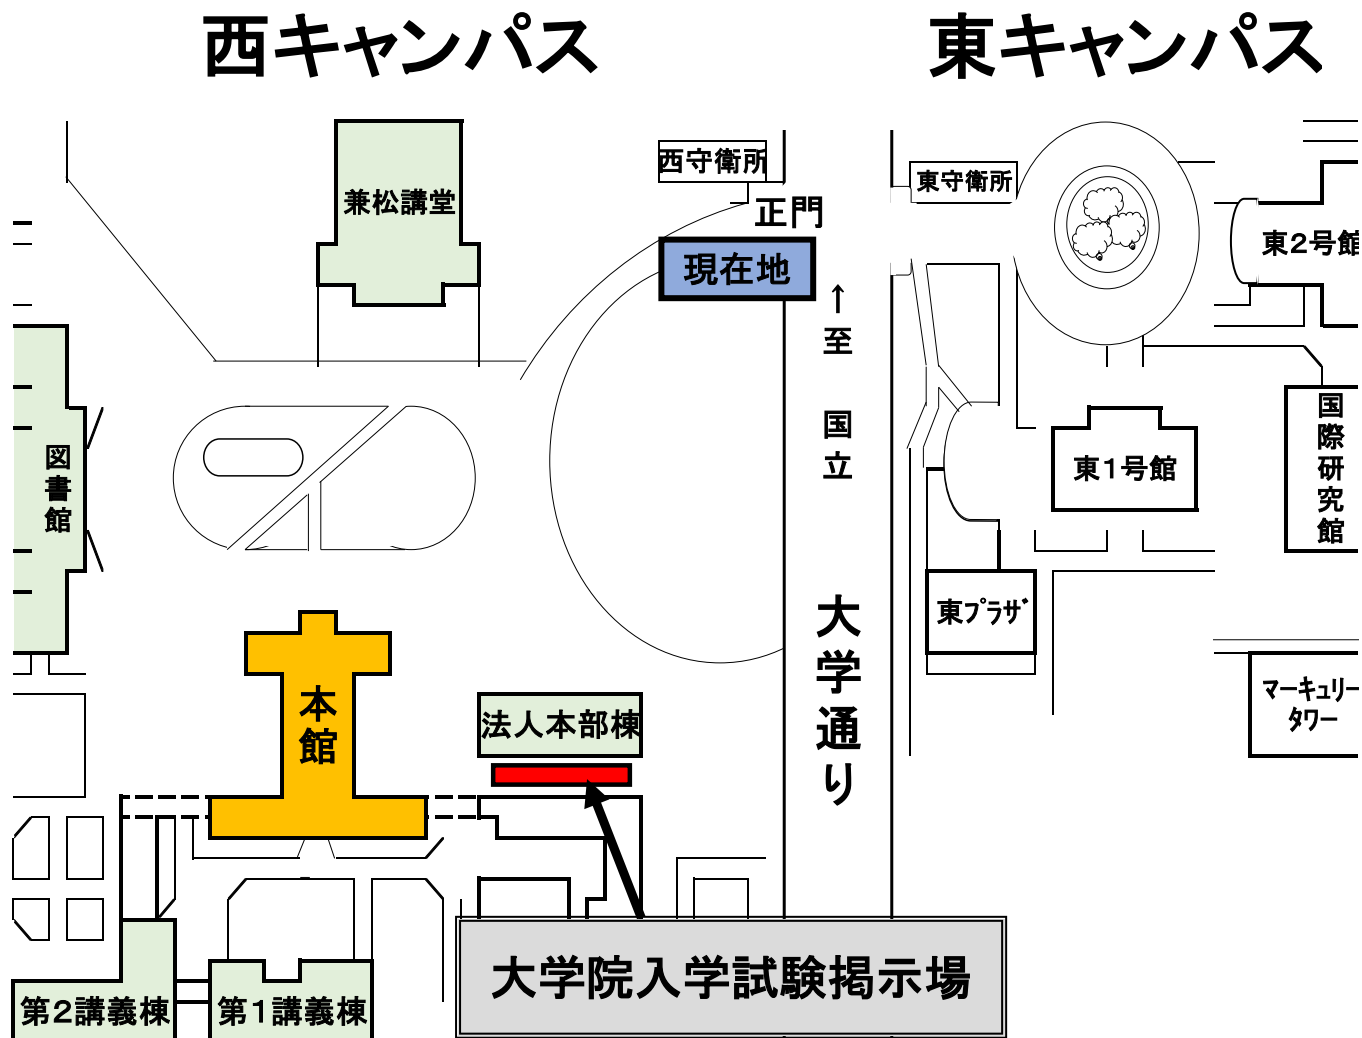 西キャンパス
東キャンパス
兼松講堂
西守衛所
正門
現在地
東守衛所
東２号館
↑至 国立
図書館
東１号館
国際研究館
大学通り
東ﾌﾟﾗｻﾞ
本館
法人本部棟
ﾏｰｷｭﾘｰ
ﾀﾜｰ
大学院入学試験掲示場
第２講義棟
第１講義棟